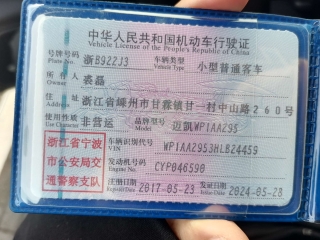 中华人民共和国机动车行驶证
Vehicle License of the People's Republic of China
号牌号码 浙B922J3 车辆类型 小型普通客车
Plate No. Vehicle Type
所有人 袁磊
Owner
住址 浙江省嵊州市甘霖镇甘一村中山路260号
Address
使用性质 非营运 品牌型号 迈凯WP1AA295
Use Character Model
浙江省宁波市公安局交通警察支队
车辆识别代号 WP1AA2953HLB24459
VIN
发动机号码 CYP046590
Engine No.
注册日期 2017-05-23 发证日期 2024-05-28
Issue Date